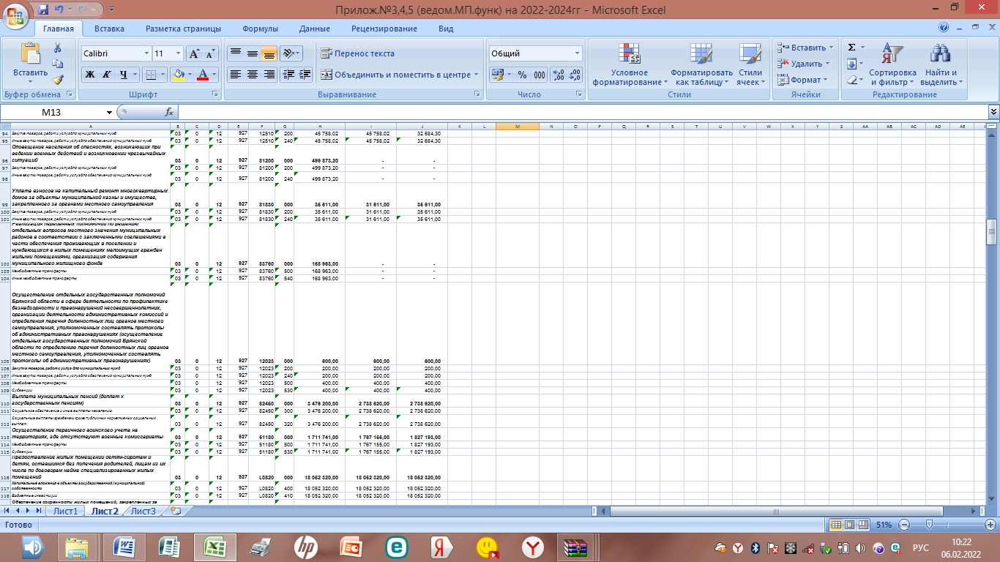 Прилож.№3,4,5 (ведом.МП.функ) на 2022-2024гг - Microsoft Excel
Главная Вставка Разметка страницы Формулы Данные Рецензирование Вид
Calibri 11 Перенос текста Общий Вставить
Вставить Удалить
Ж К Ч Объединить и поместить в центре % 000 Условное форматирование Форматировать как таблицу Стили ячеек Формат Сортировка и фильтр Найти и выделить
Буфер обмена Шрифт Выравнивание Число Стили Ячейки Редактирование
M13 fx
A B C D E F G H I J K L M N O P Q R S T U V W X Y Z AA AB AC AD AE
94 Закупка товаров, работ и услуг для муниципальных нужд 03 0 12 927 12510 200 45 758,02 45 758,02 32 684,30
95 Иные закупки товаров, работ и услуг для обеспечения муниципальных нужд 03 0 12 927 12510 240 45 758,02 45 758,02 32 684,30
Оповещение населения об опасностях, возникающих при
ведении военных действий и возникновении чрезвычайных
96 ситуаций 03 0 12 927 81200 000 499 873,20 - -
97 Закупка товаров, работ и услуг для муниципальных нужд 03 0 12 927 81200 200 499 873,20 - -
Иные закупки товаров, работ и услуг для обеспечения муниципальных нужд
98 03 0 12 927 81200 240 499 873,20 - -
Уплата взносов на капитальный ремонт многоквартирных
домов за объекты муниципальной казны и имущества,
99 закрепленного за органами местного самоуправления 03 0 12 927 81830 000 35 611,00 31 611,00 35 611,00
100 Закупка товаров, работ и услуг для муниципальных нужд 03 0 12 927 81830 200 35 611,00 31 611,00 35 611,00
101 Иные закупки товаров, работ и услуг для обеспечения муниципальных нужд 03 0 12 927 81830 240 35 611,00 31 611,00 35 611,00
Реализация переданных полномочий по решению
отдельных вопросов местного значения муниципальных
районов в соответствии с заключенными соглашениями в
части обеспечения проживающих в поселении и
нуждающихся в жилых помещениях малоимущих граждан
жилыми помещениями, организация содержания
102 муниципального жилищного фонда 03 0 12 927 83760 000 168 963,00 - -
103 Межбюджетные трансферты 03 0 12 927 83760 500 168 963,00 - -
104 Иные межбюджетные трансферты 03 0 12 927 83760 540 168 963,00 - -
Осуществление отдельных государственных полномочий
Брянской области в сфере деятельности по профилактике
безнадзорности и правонарушений несовершеннолетних,
организации деятельности административных комиссий и
определения перечня должностных лиц органов местного
самоуправления, уполномоченных составлять протоколы
об административных правонарушениях (осуществление
отдельных государственных полномочий Брянской
области по определению перечня должностных лиц органов
местного самоуправления, уполномоченных составлять
105 протоколы об административных правонарушениях) 03 0 12 927 12023 000 600,00 600,00 600,00
106 Закупка товаров, работ и услуг для муниципальных нужд 03 0 12 927 12023 200 200,00 200,00 200,00
107 Иные закупки товаров, работ и услуг для обеспечения муниципальных нужд 03 0 12 927 12023 240 200,00 200,00 200,00
108 Межбюджетные трансферты 03 0 12 927 12023 500 400,00 400,00 400,00
109 Субвенции 03 0 12 927 12023 530 400,00 400,00 400,00
Выплата муниципальных пенсий (доплат к
110 государственным пенсиям) 03 0 12 927 82450 000 3 476 200,00 2 738 620,00 2 738 620,00
111 Социальное обеспечение и иные выплаты населению 03 0 12 927 82450 300 3 476 200,00 2 738 620,00 2 738 620,00
Социальные выплаты гражданам, кроме публичных нормативных социальных
112 выплат 03 0 12 927 82450 320 3 476 200,00 2 738 620,00 2 738 620,00
Осуществление первичного воинского учета на
113 территориях, где отсутствуют военные комиссариаты 03 0 12 927 51180 000 1 711 741,00 1 767 155,00 1 827 193,00
114 Межбюджетные трансферты 03 0 12 927 51180 500 1 711 741,00 1 767 155,00 1 827 193,00
115 Субвенции 03 0 12 927 51180 530 1 711 741,00 1 767 155,00 1 827 193,00
Предоставление жилых помещений детям-сиротам и
детям, оставшимся без попечения родителей, лицам из их
числа по договорам найма специализированных жилых
116 помещений 03 0 12 927 L0820 000 18 052 320,00 18 052 320,00 18 052 320,00
Капитальные вложения в объекты государственной (муниципальной)
117 собственности 03 0 12 927 L0820 400 18 052 320,00 18 052 320,00 18 052 320,00
118 Бюджетные инвестиции 03 0 12 927 L0820 410 18 052 320,00 18 052 320,00 18 052 320,00
Обеспечение сохранности жилых помещений, закрепленных за
Лист1 Лист2 Лист3
Готово 51%
РУС 10:22
06.02.2022